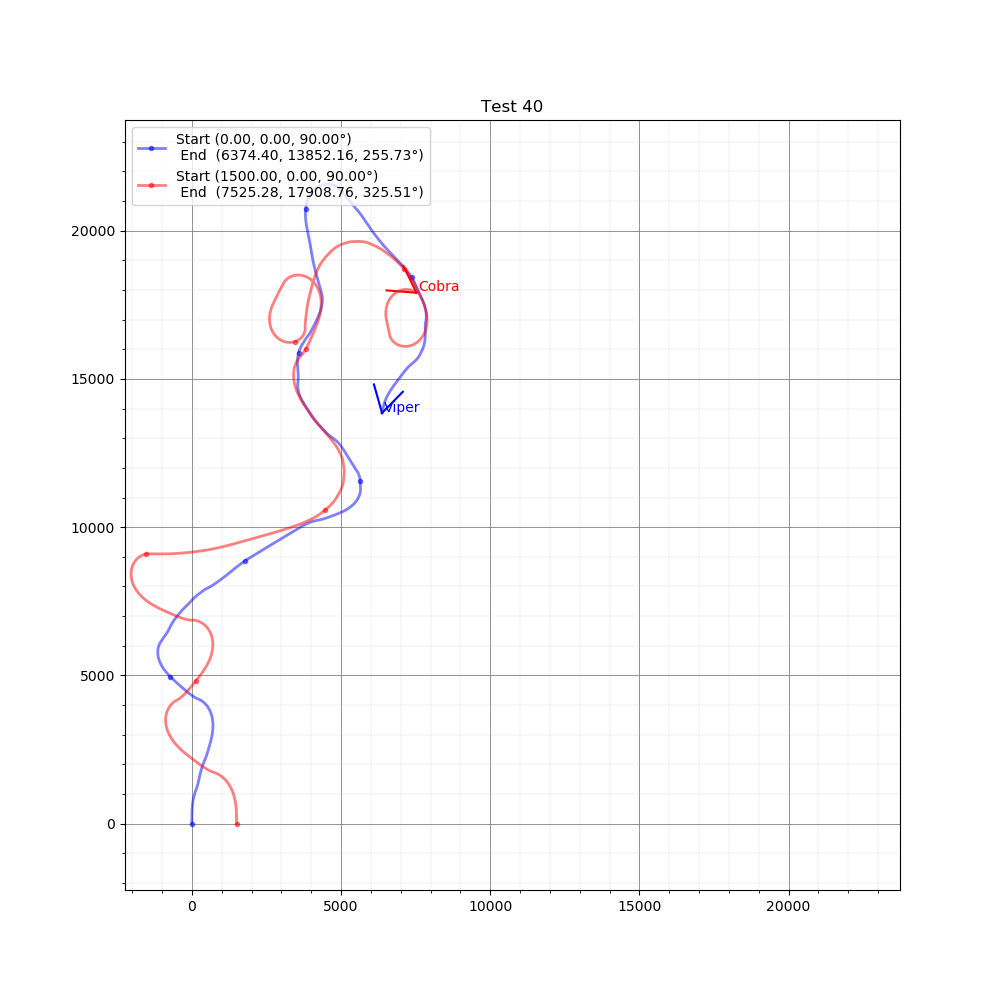 Test 40
Start (0.00, 0.00, 90.00°)
End  (6374.40, 13852.16, 255.73°)
Start (1500.00, 0.00, 90.00°)
End  (7525.28, 17908.76, 325.51°)
20000
Cobra
15000
Viper
10000
5000
0
0 5000 10000 15000 20000